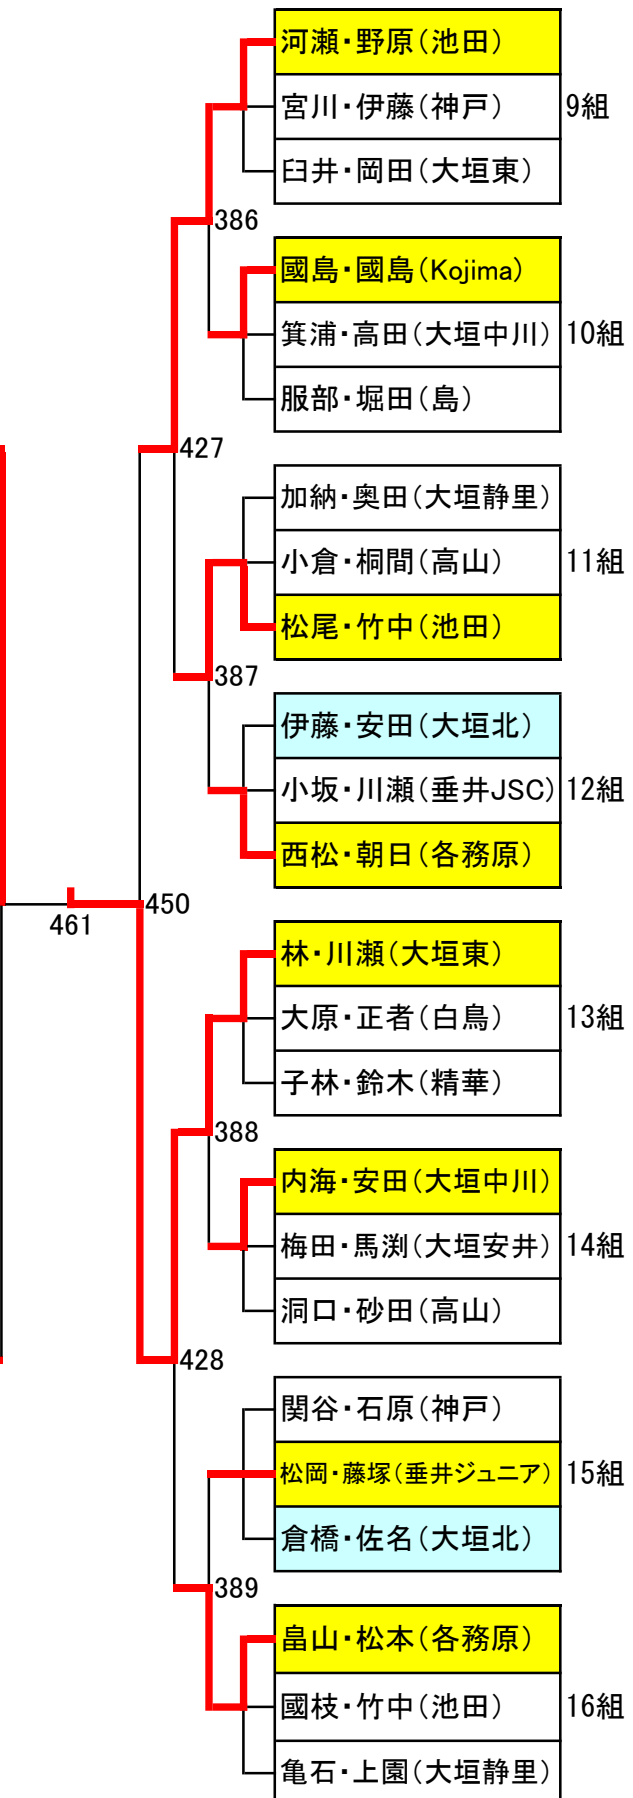 河瀬・野原(池田)
宮川・伊藤(神戸) 9組
臼井・岡田(大垣東)
386
國島・國島(Kojima)
箕浦・高田(大垣中川) 10組
服部・堀田(島)
427
加納・奥田(大垣静里)
小倉・桐間(高山) 11組
松尾・竹中(池田)
387
伊藤・安田(大垣北)
小坂・川瀬(垂井JSC) 12組
西松・朝日(各務原)
450
461
林・川瀬(大垣東)
大原・正者(白鳥) 13組
子林・鈴木(精華)
388
内海・安田(大垣中川)
梅田・馬渕(大垣安井) 14組
洞口・砂田(高山)
428
関谷・石原(神戸)
松岡・藤塚(垂井ジュニア) 15組
倉橋・佐名(大垣北)
389
畠山・松本(各務原)
國枝・竹中(池田) 16組
亀石・上園(大垣静里)